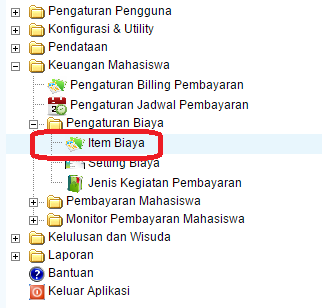 Pengaturan Pengguna
Konfigurasi & Utility
Pendataan
Keuangan Mahasiswa
Pengaturan Billing Pembayaran
Pengaturan Jadwal Pembayaran
Pengaturan Biaya
Item Biaya
Seting Biaya
Jenis Kegiatan Pembayaran
Pembayaran Mahasiswa
Monitor Pembayaran Mahasiswa
Kelulusan dan Wisuda
Laporan
Bantuan
Keluar Aplikasi